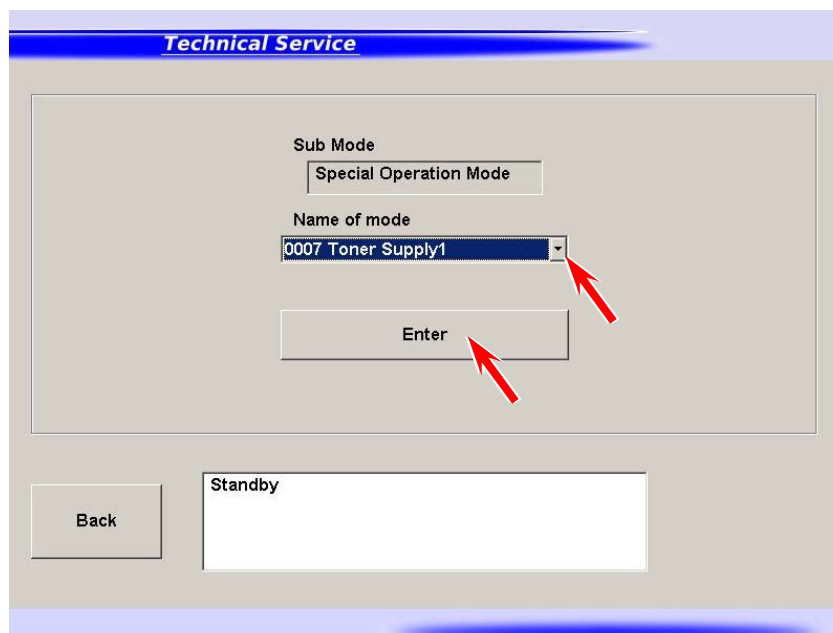 Technical Service
Sub Mode
Special Operation Mode
Name of mode
0007 Toner Supply1
Enter
Standby
Back